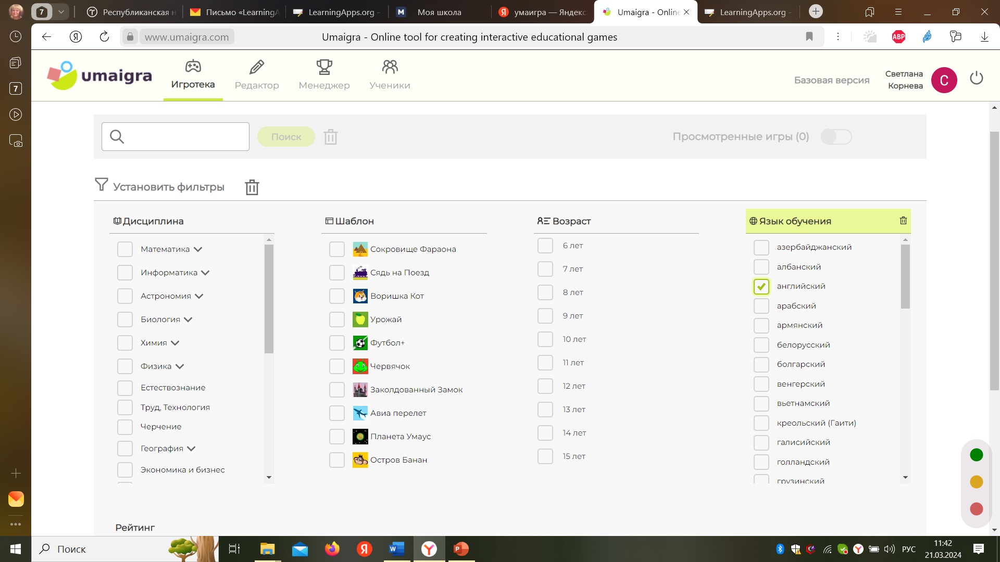 7
Республиканская н
Письмо «LearningA
LearningApps.org -
Моя школа
умаигра — Яндекс
Umaigra - Online
LearningApps.org -
www.umaigra.com
Umaigra - Online tool for creating interactive educational games
ABP
7
umaigra
Игротека
Редактор
Менеджер
Ученики
Базовая версия
Светлана
Корнева
С
Поиск
Просмотренные игры (0)
Установить фильтры
Дисциплина
Математика
Информатика
Астрономия
Биология
Химия
Физика
Естествознание
Труд, Технология
Черчение
География
Экономика и бизнес
Шаблон
Сокровище Фараона
Сядь на Поезд
Воришка Кот
Урожай
Футбол+
Червячок
Заколдованный Замок
Авиа перелет
Планета Умаус
Остров Банан
Возраст
6 лет
7 лет
8 лет
9 лет
10 лет
11 лет
12 лет
13 лет
14 лет
15 лет
Язык обучения
азербайджанский
албанский
английский
арабский
армянский
белорусский
болгарский
венгерский
вьетнамский
креольский (Гаити)
галисийский
голландский
грузинский
Рейтинг
Поиск
РУС
11:42
21.03.2024